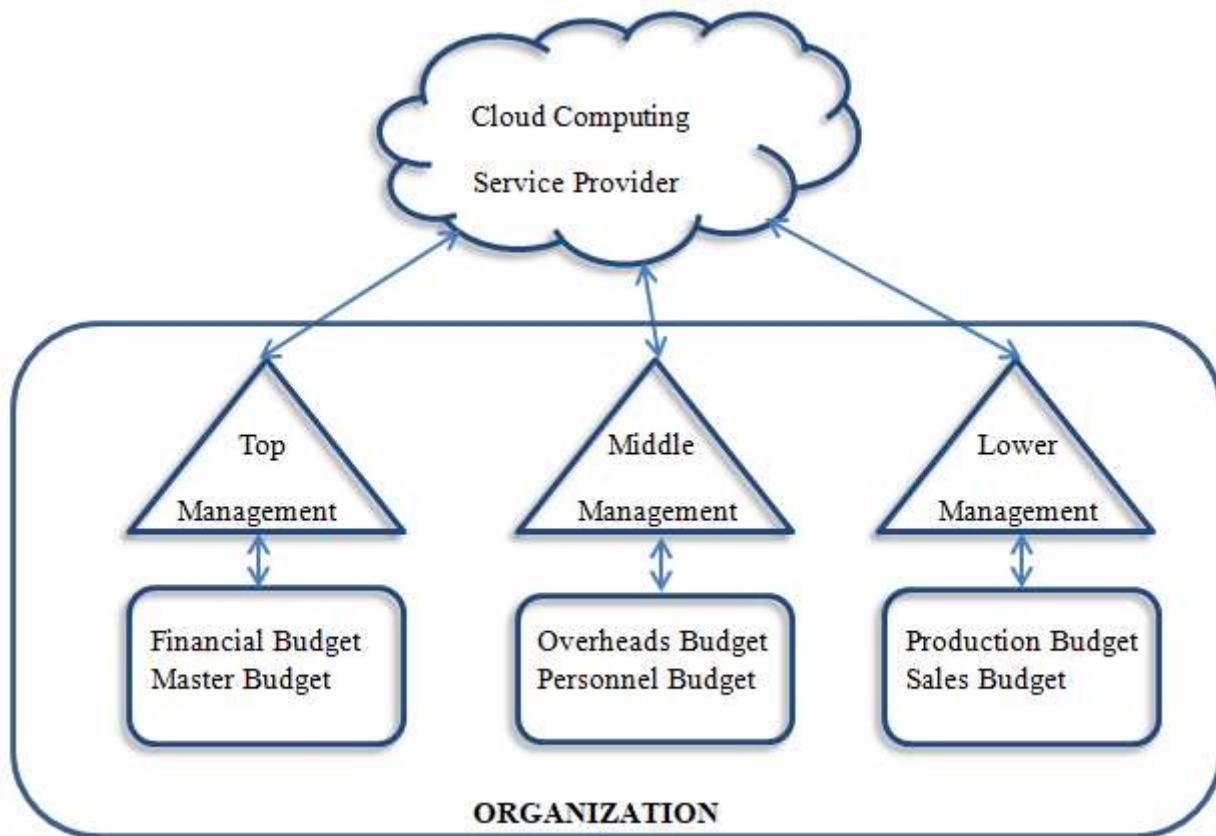 Cloud Computing
Service Provider
Top
Management
Middle
Management
Lower
Management
Financial Budget
Master Budget
Overheads Budget
Personnel Budget
Production Budget
Sales Budget
ORGANIZATION